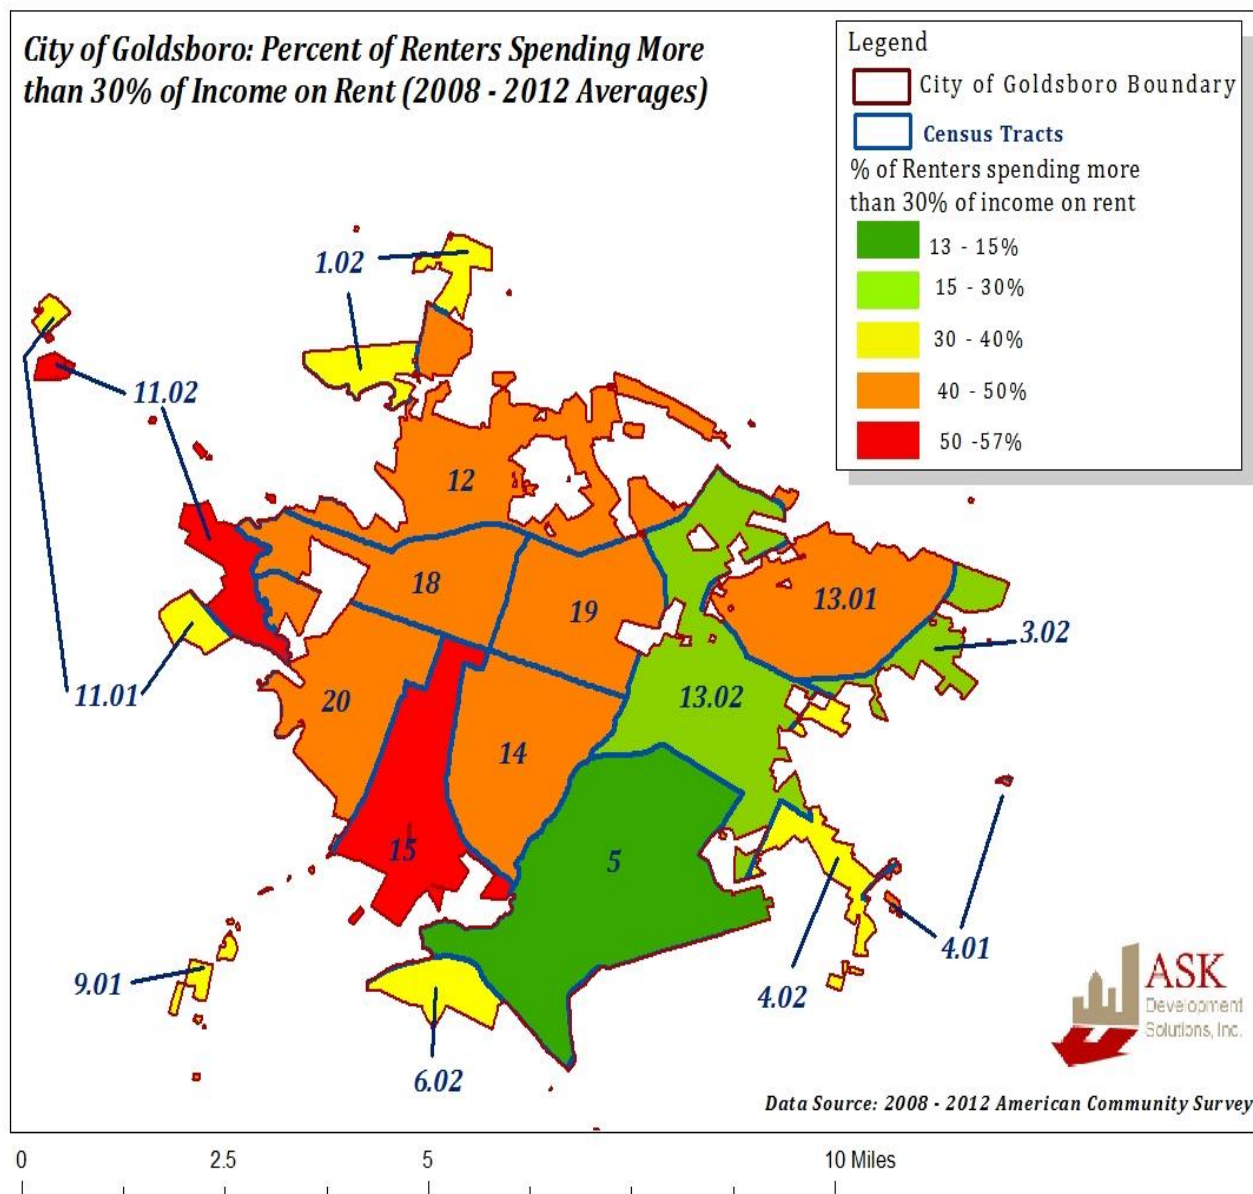 City of Goldsboro: Percent of Renters Spending More
than 30% of Income on Rent (2008 - 2012 Averages)
Legend
City of Goldsboro Boundary
Census Tracts
% of Renters spending more
than 30% of income on rent
13 - 15%
15 - 30%
30 - 40%
40 - 50%
50 -57%
1.02
11.02
12
18
19
13.01
3.02
11.01
20
13.02
14
15
5
4.01
9.01
4.02
6.02
ASK
Development
Solutions, Inc.
Data Source: 2008 - 2012 American Community Survey
0 2.5 5 10 Miles